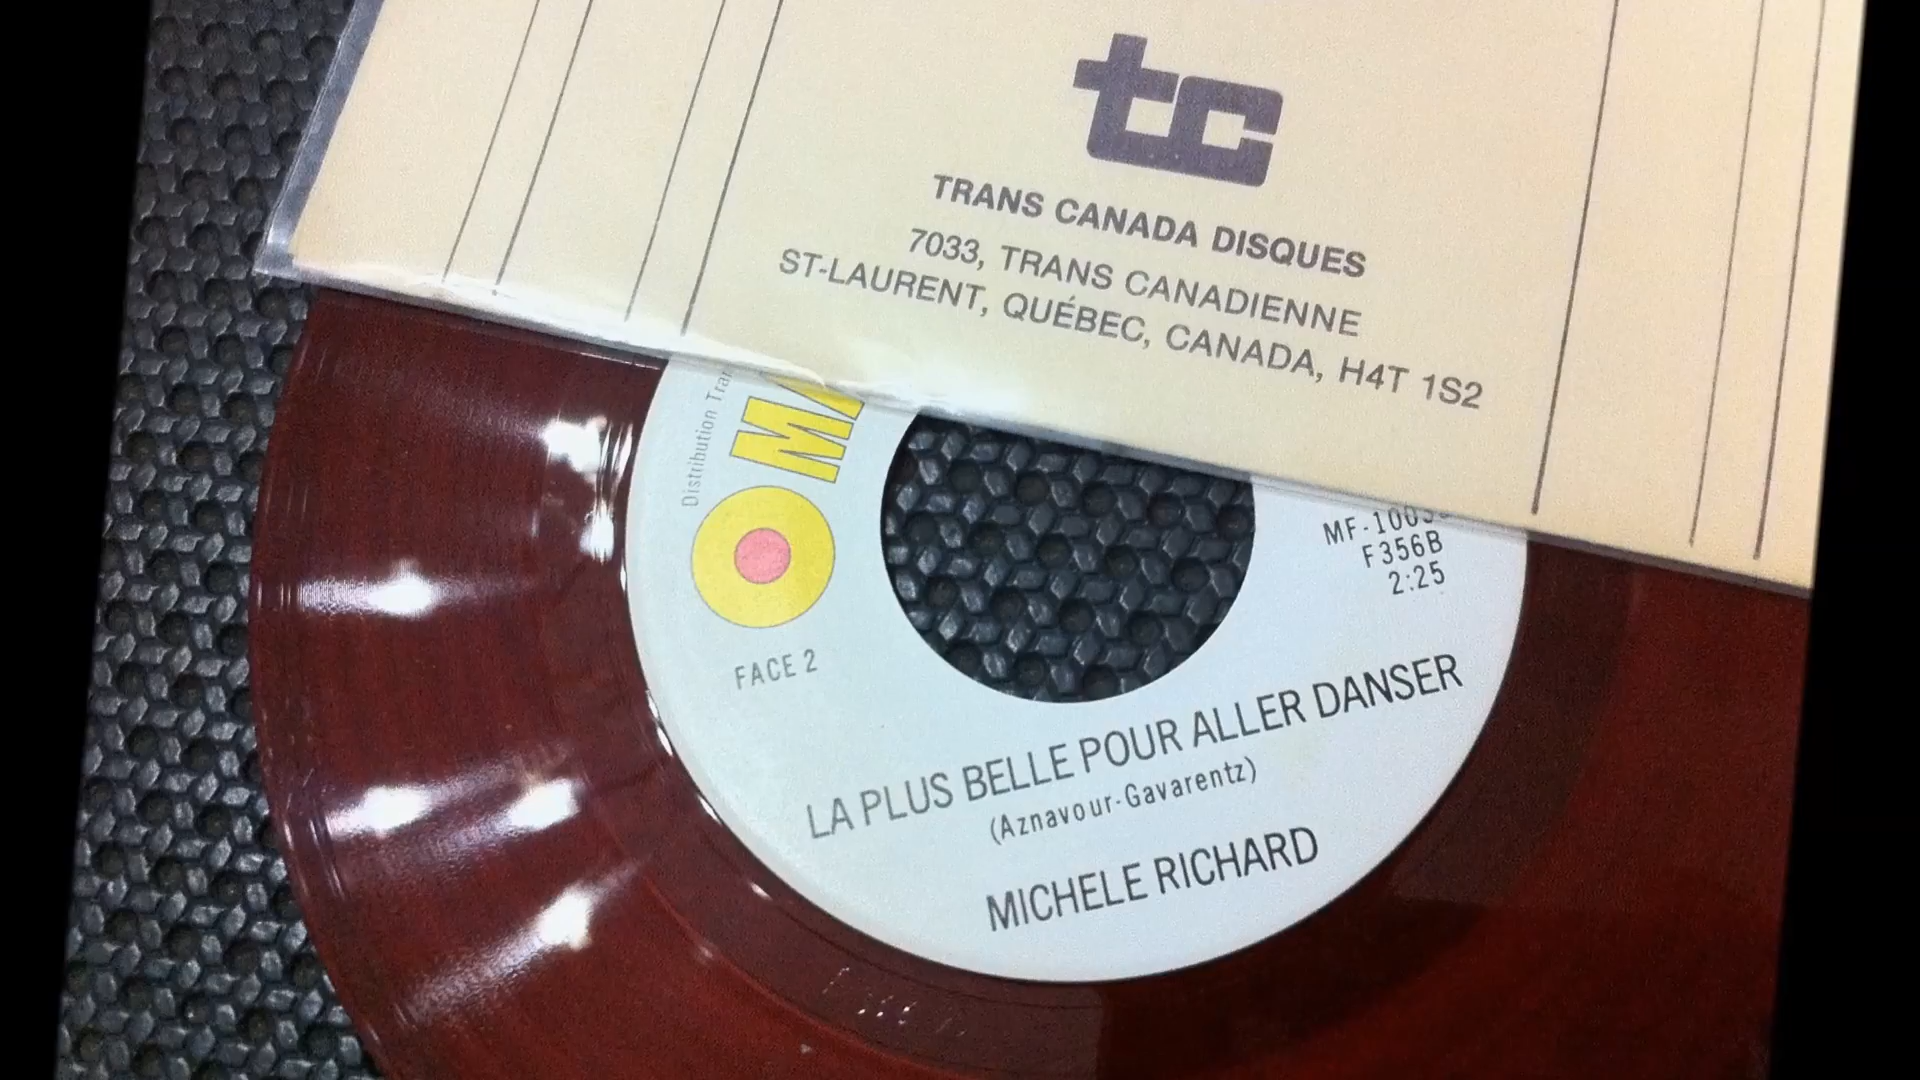 tc
TRANS CANADA DISQUES
7033, TRANS CANADIENNE
ST-LAURENT, QUÉBEC, CANADA, H4T 1S2
Distribution
F356B
2:25
FACE 2
LA PLUS BELLE POUR ALLER DANSER
(Aznavour-Gavarentz)
MICHELE RICHARD